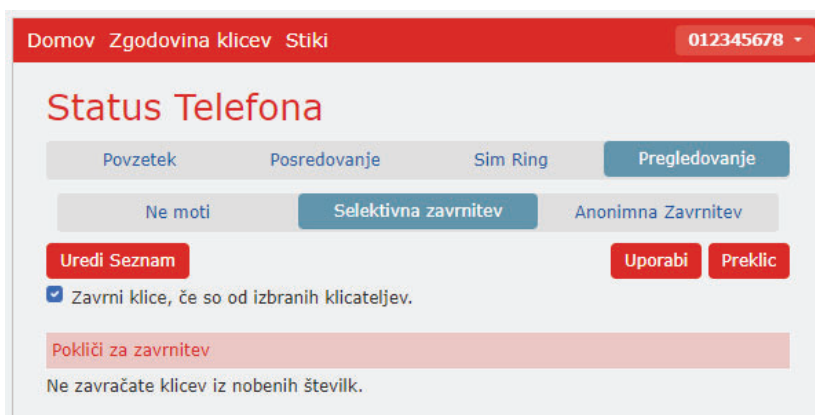 Domov Zgodovina klicev Stiki 012345678
Status Telefona
Povzetek Posredovanje Sim Ring Pregledovanje
Ne moti Selektivna zavrnitev Anonimna Zavrnitev
Uredi Seznam Uporabi Preklic
Zavrni klice, če so od izbranih klicateljev.
Pokliči za zavrnitev
Ne zavračate klicev iz nobenih številk.